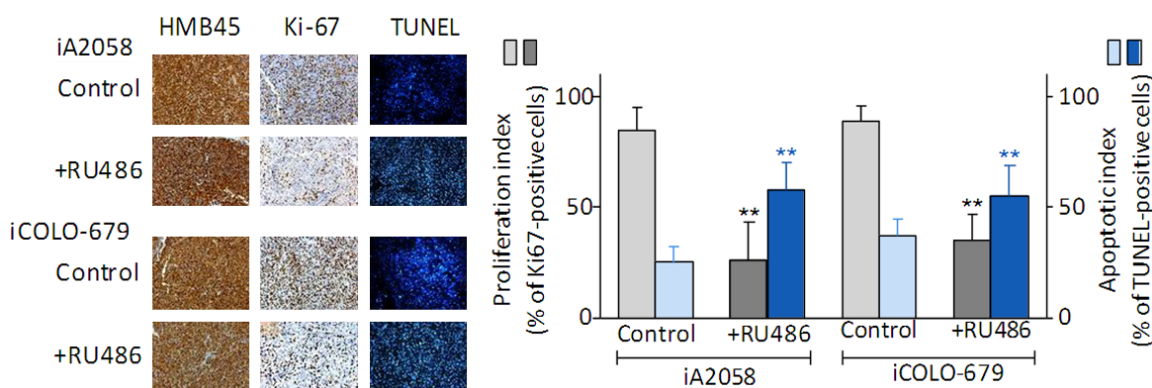 HMB45 Ki-67 TUNEL
iA2058
Control
+RU486
iCOLO-679
Control
+RU486
Proliferation index
(% of Ki67-positive cells)
100
50
0
** ** ** **
Control +RU486 Control +RU486
iA2058 iCOLO-679
100
50
0
Apoptotic index
(% of TUNEL-positive cells)